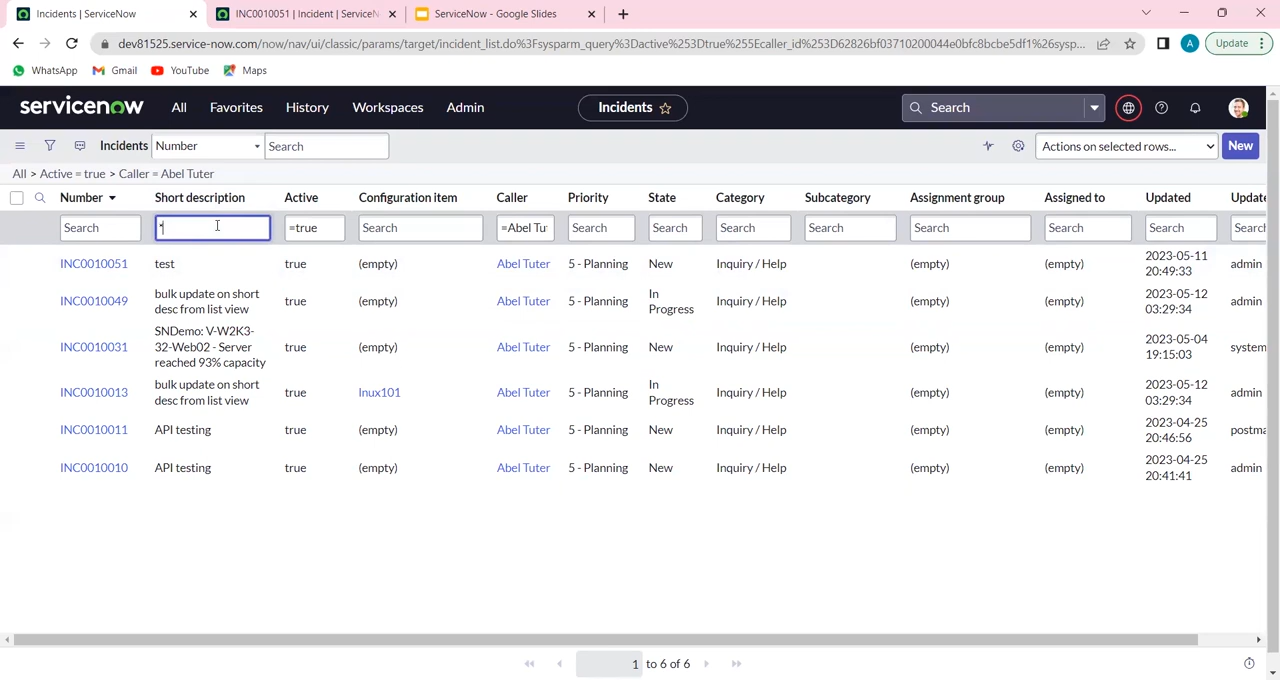 Incidents | ServiceNow
INC0010051 | Incident | ServiceN
ServiceNow - Google Slides
dev81525.service-now.com/now/nav/ui/classic/params/target/incident_list.do%3Fsysparm_query%3Dactive%253Dtrue%255Ecaller_id%253D62826bf03710200044e0bfc8bcbe5df1%26sysp...
A
Update
WhatsApp
Gmail
YouTube
Maps
servicenow
All
Favorites
History
Workspaces
Admin
Incidents
Search
Incidents
Number
Search
Actions on selected rows...
New
All > Active = true > Caller = Abel Tuter
Number
Short description
Active
Configuration item
Caller
Priority
State
Category
Subcategory
Assignment group
Assigned to
Updated
Update
Search
*
=true
Search
=Abel Tu
Search
Search
Search
Search
Search
Search
Search
Searc
INC0010051
test
true
(empty)
Abel Tuter
5 - Planning
New
Inquiry / Help
(empty)
(empty)
2023-05-11
20:49:33
admin
INC0010049
bulk update on short
desc from list view
true
(empty)
Abel Tuter
5 - Planning
In
Progress
Inquiry / Help
(empty)
(empty)
2023-05-12
03:29:34
admin
INC0010031
SNDemo: V-W2K3-
32-Web02 - Server
reached 93% capacity
true
(empty)
Abel Tuter
5 - Planning
New
Inquiry / Help
(empty)
(empty)
2023-05-04
19:15:03
system
INC0010013
bulk update on short
desc from list view
true
lnux101
Abel Tuter
5 - Planning
In
Progress
Inquiry / Help
(empty)
(empty)
2023-05-12
03:29:34
admin
INC0010011
API testing
true
(empty)
Abel Tuter
5 - Planning
New
Inquiry / Help
(empty)
(empty)
2023-04-25
20:46:56
postma
INC0010010
API testing
true
(empty)
Abel Tuter
5 - Planning
New
Inquiry / Help
(empty)
(empty)
2023-04-25
20:41:41
admin
1 to 6 of 6